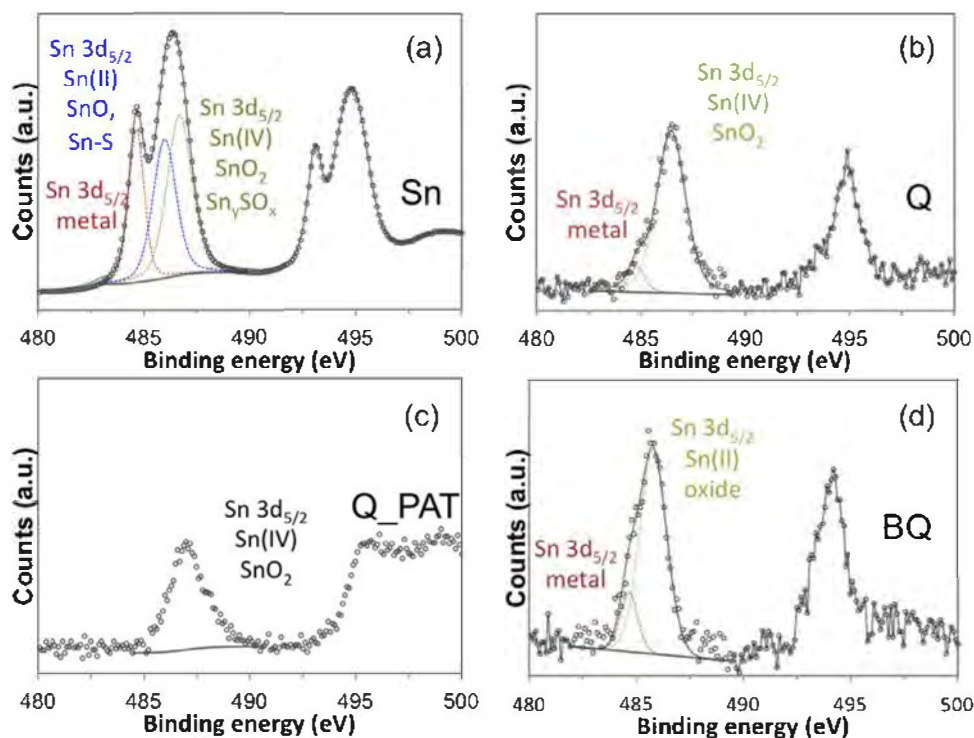 (a)
Sn 3d5/2
Sn(II)
SnO,
Sn-S
Sn 3d5/2
metal
Sn 3d5/2
Sn(IV)
SnO2
SnySOx
Sn
Counts (a.u.)
480 485 490 495 500
Binding energy (eV)
(b)
Sn 3d5/2
Sn(IV)
SnO2
Sn 3d5/2
metal
Q
Counts (a.u.)
480 485 490 495 500
Binding energy (eV)
(c)
Sn 3d5/2
Sn(IV)
SnO2
Q_PAT
Counts (a.u.)
480 485 490 495 500
Binding energy (eV)
(d)
Sn 3d5/2
Sn(II)
oxide
Sn 3d5/2
metal
BQ
Counts (a.u.)
480 485 490 495 500
Binding energy (eV)